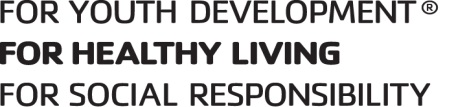 FOR YOUTH DEVELOPMENT®
FOR HEALTHY LIVING
FOR SOCIAL RESPONSIBILITY